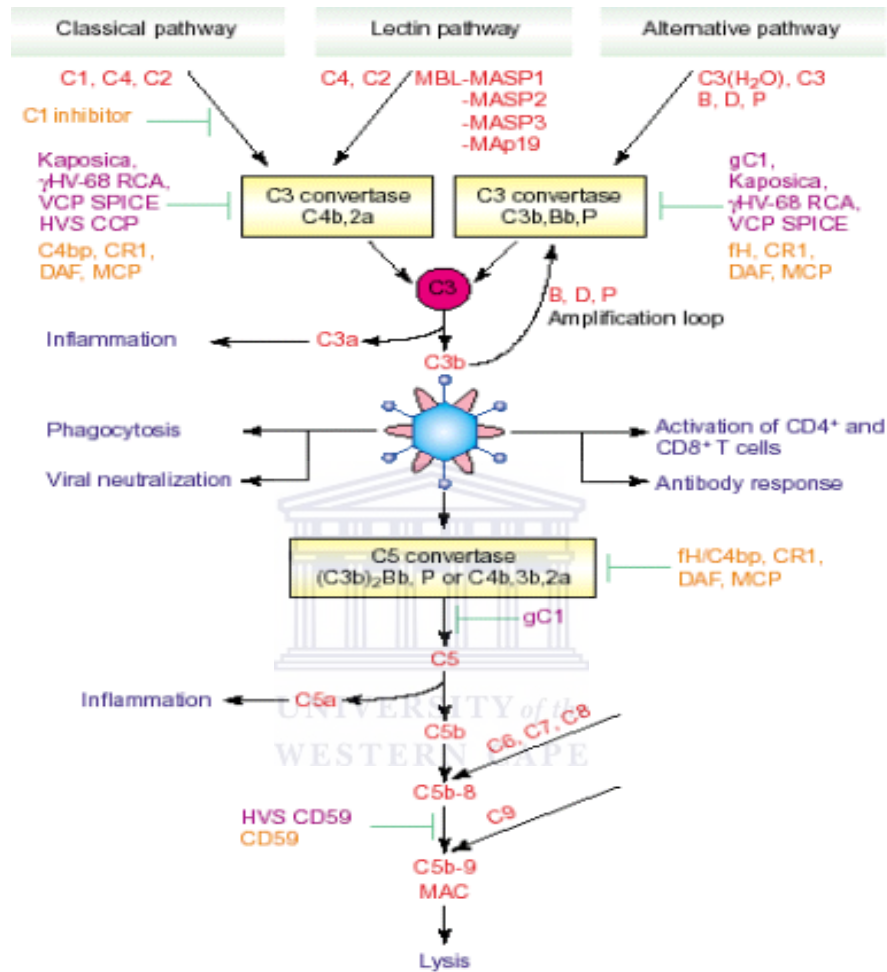 Classical pathway
Lectin pathway
Alternative pathway
C1, C4, C2
C4, C2
MBL-MASP1
-MASP2
-MASP3
-MAp19
C3(H₂O), C3
B, D, P
C1 inhibitor
Kaposica,
γHV-68 RCA,
VCP SPICE
HVS CCP
C4bp, CR1,
DAF, MCP
C3 convertase
C4b,2a
C3 convertase
C3b,Bb,P
gC1,
Kaposica,
γHV-68 RCA,
VCP SPICE
fH, CR1,
DAF, MCP
C3
B, D, P
Amplification loop
Inflammation
C3a
C3b
Phagocytosis
Viral neutralization
Activation of CD4⁺ and
CD8⁺ T cells
Antibody response
C5 convertase
(C3b)₂Bb, P or C4b,3b,2a
fH/C4bp, CR1,
DAF, MCP
gC1
C5
Inflammation
C5a
UNIVERSITY of the
C5b
WESTERN CAPE
C6, C7, C8
C5b-8
HVS CD59
CD59
C9
C5b-9
MAC
Lysis